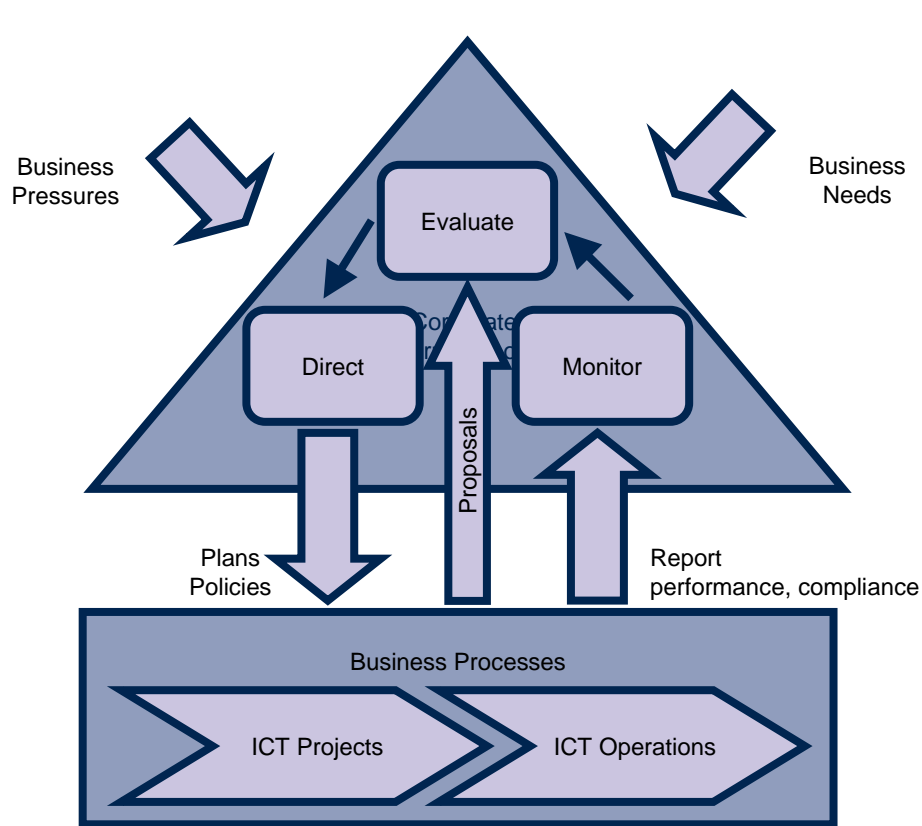 Business
Pressures
Business
Needs
Evaluate
Direct
Monitor
Proposals
Plans
Policies
Report
performance, compliance
Business Processes
ICT Projects
ICT Operations